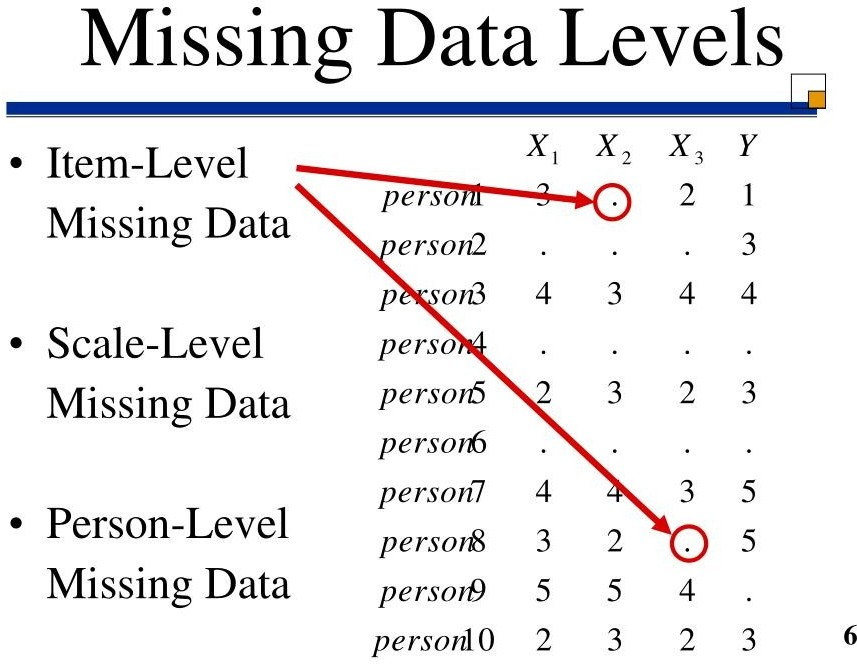 Missing Data Levels
• Item-Level
Missing Data
• Scale-Level
Missing Data
• Person-Level
Missing Data
X1 X2 X3 Y
person1 3 . 2 1
person2 . . . 3
person3 4 3 4 4
person4 . . . .
person5 2 3 2 3
person6 . . . .
person7 4 4 3 5
person8 3 2 . 5
person9 5 5 4 .
person10 2 3 2 3
6